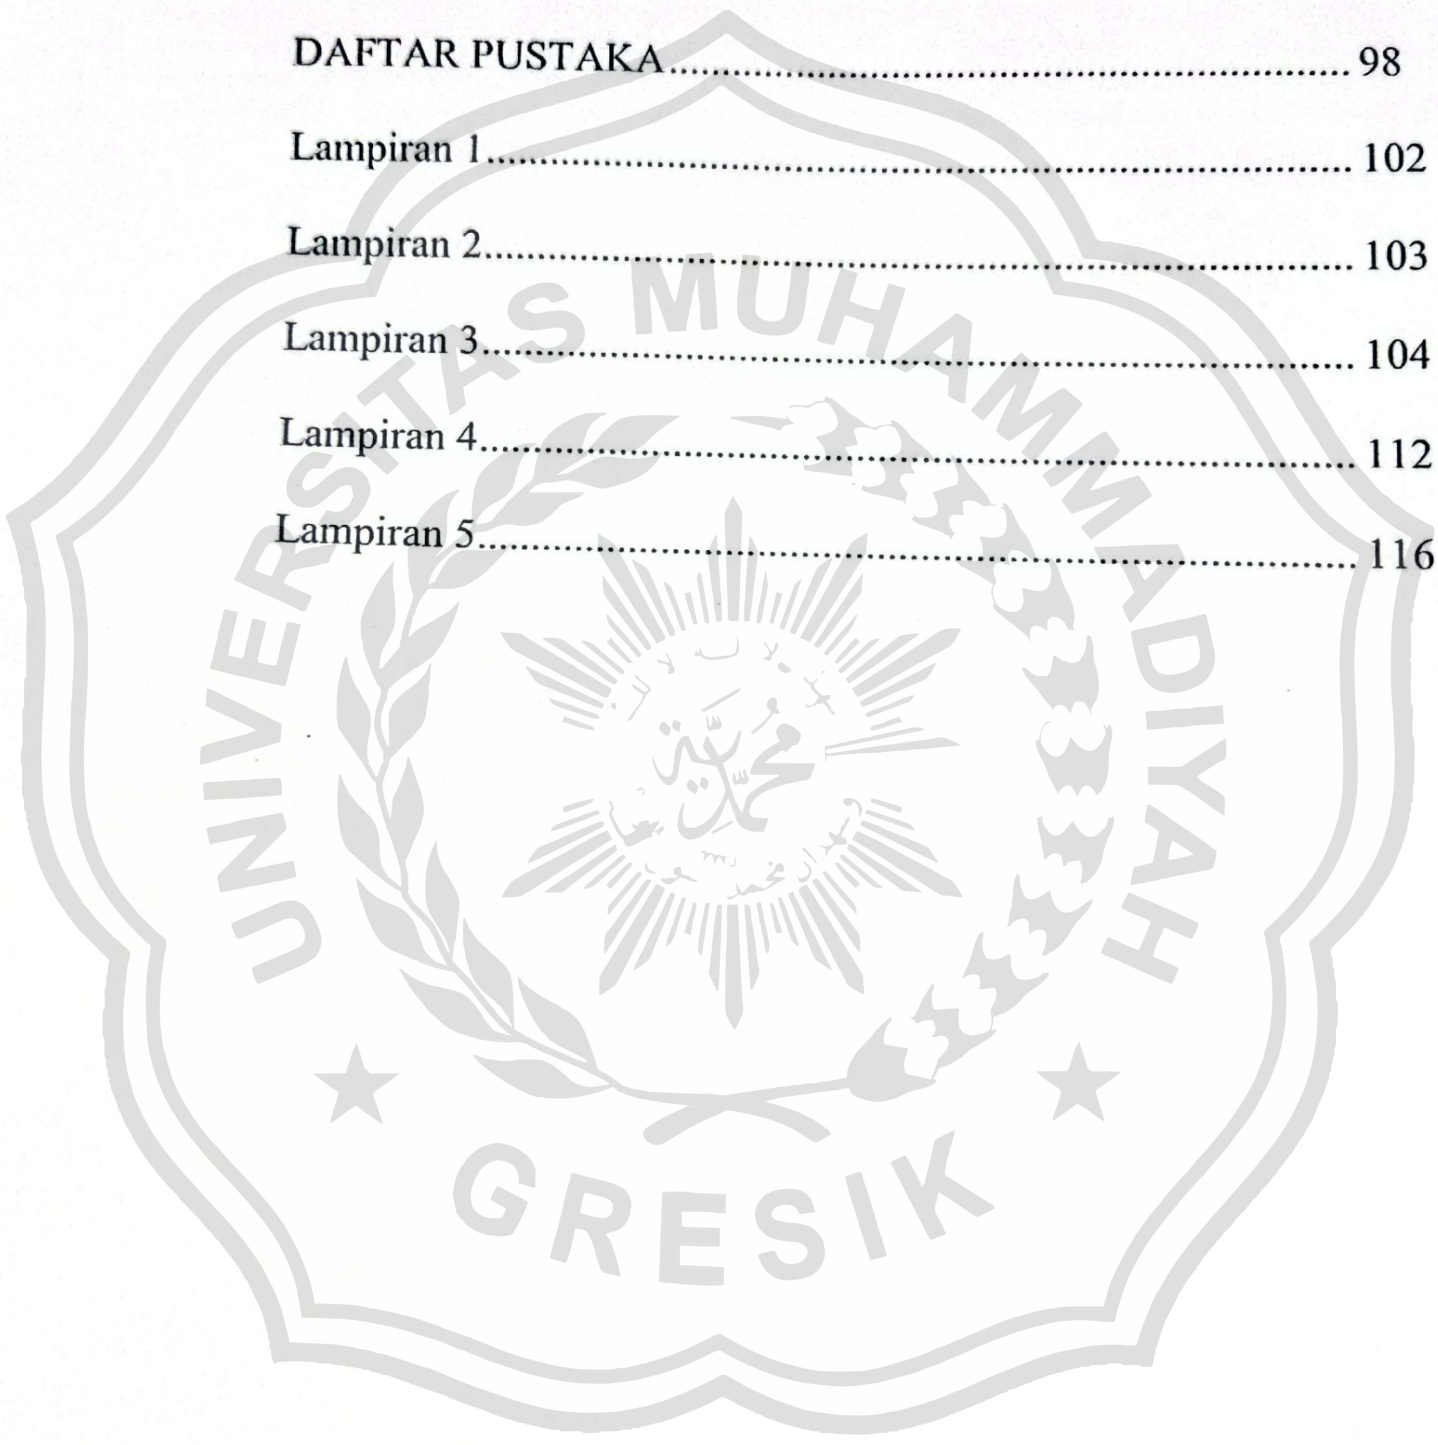 DAFTAR PUSTAKA.................................................................. 98
Lampiran 1.................................................................................... 102
Lampiran 2.................................................................................... 103
Lampiran 3.................................................................................... 104
Lampiran 4.................................................................................... 112
Lampiran 5.................................................................................... 116
UNIVERSITAS MUHAMMADIYAH
محمدية
GRESIK